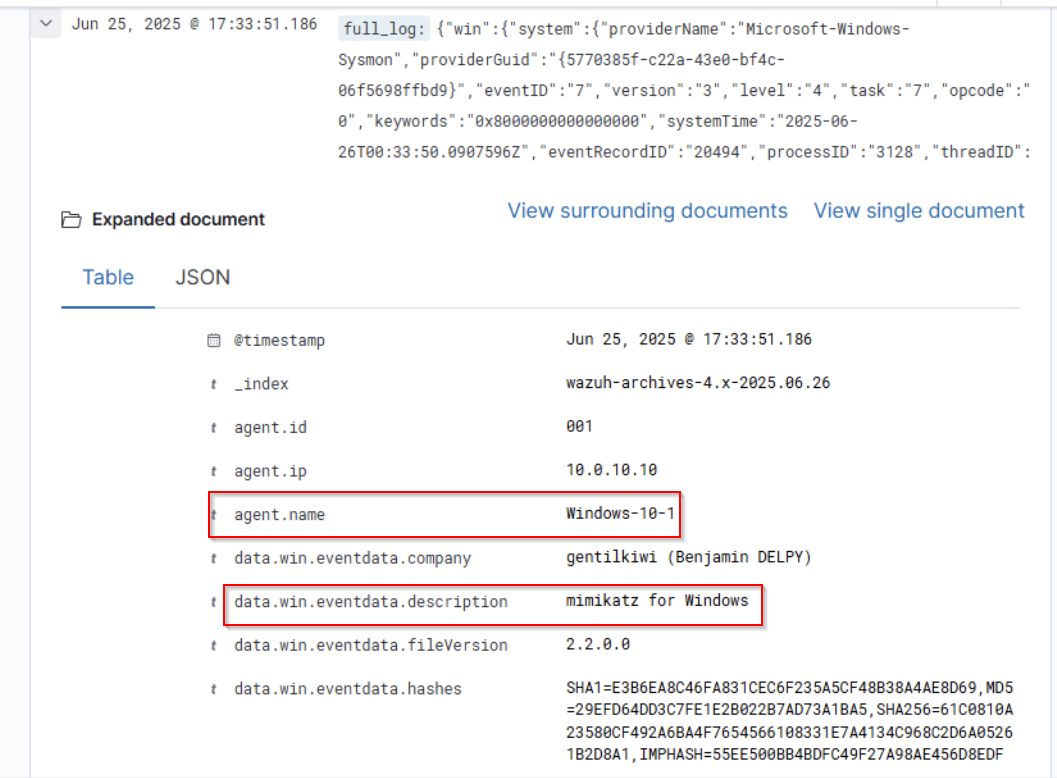 Jun 25, 2025 @ 17:33:51.186 full_log: {"win":{"system":{"providerName":"Microsoft-Windows-
Sysmon","providerGuid":"{5770385f-c22a-43e0-bf4c-
06f5698ffbd9}","eventID":"7","version":"3","level":"4","task":"7","opcode":"
0","keywords":"0x8000000000000000","systemTime":"2025-06-
26T00:33:50.0907596Z","eventRecordID":"20494","processID":"3128","threadID":
Expanded document View surrounding documents View single document
Table JSON
@timestamp Jun 25, 2025 @ 17:33:51.186
t _index wazuh-archives-4.x-2025.06.26
t agent.id 001
t agent.ip 10.0.10.10
t agent.name Windows-10-1
t data.win.eventdata.company gentilkiwi (Benjamin DELPY)
t data.win.eventdata.description mimikatz for Windows
t data.win.eventdata.fileVersion 2.2.0.0
t data.win.eventdata.hashes SHA1=E3B6EA8C46FA831CEC6F235A5CF48B38A4AE8D69,MD5
=29EFD64DD3C7FE1E2B022B7AD73A1BA5,SHA256=61C0810A
23580CF492A6BA4F7654566108331E7A4134C968C2D6A0526
1B2D8A1,IMPHASH=55EE500BB4BDFC49F27A98AE456D8EDF